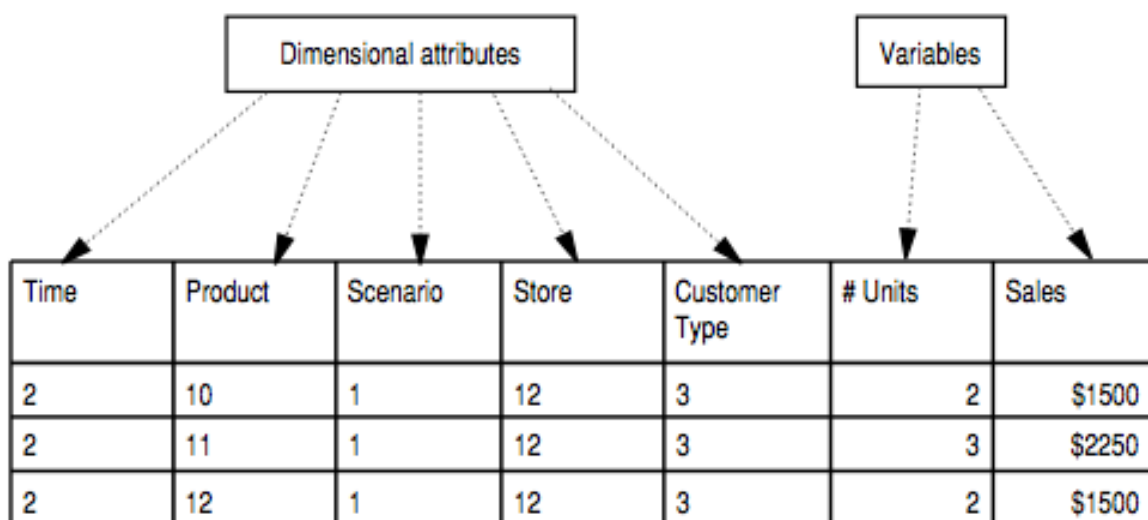 Dimensional attributes
Variables
Time Product Scenario Store Customer Type # Units Sales
2 10 1 12 3 2 $1500
2 11 1 12 3 3 $2250
2 12 1 12 3 2 $1500